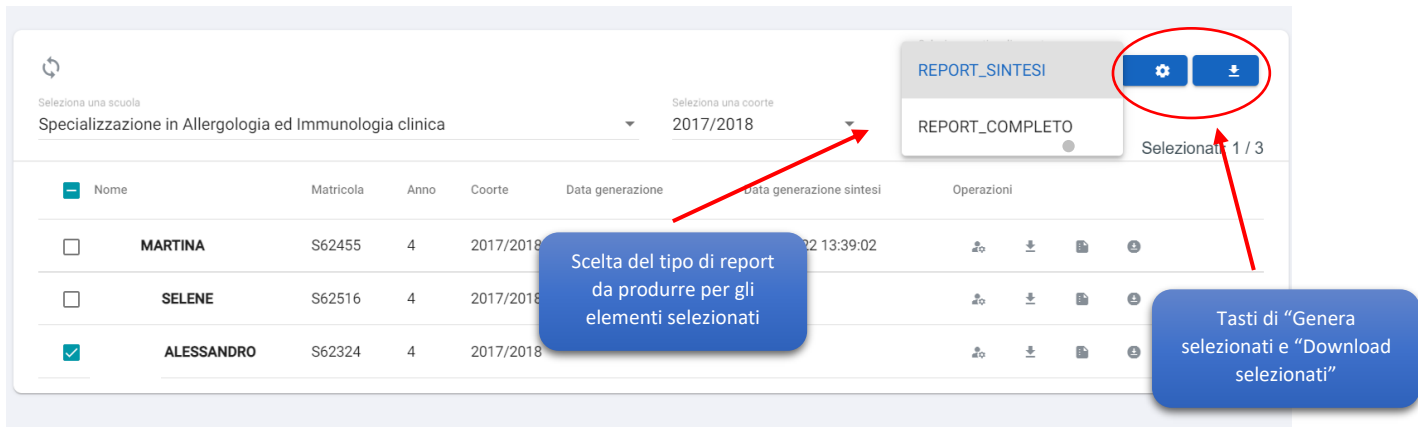 REPORT_SINTESI
Seleziona una scuola
Seleziona una coorte
Specializzazione in Allergologia ed Immunologia clinica
2017/2018
REPORT_COMPLETO
Selezionati: 1 / 3
Nome Matricola Anno Coorte Data generazione Data generazione sintesi Operazioni
MARTINA S62455 4 2017/2018 22 13:39:02
SELENE S62516 4 2017/2018
ALESSANDRO S62324 4 2017/2018
Scelta del tipo di report
da produrre per gli
elementi selezionati
Tasti di “Genera
selezionati e “Download
selezionati”